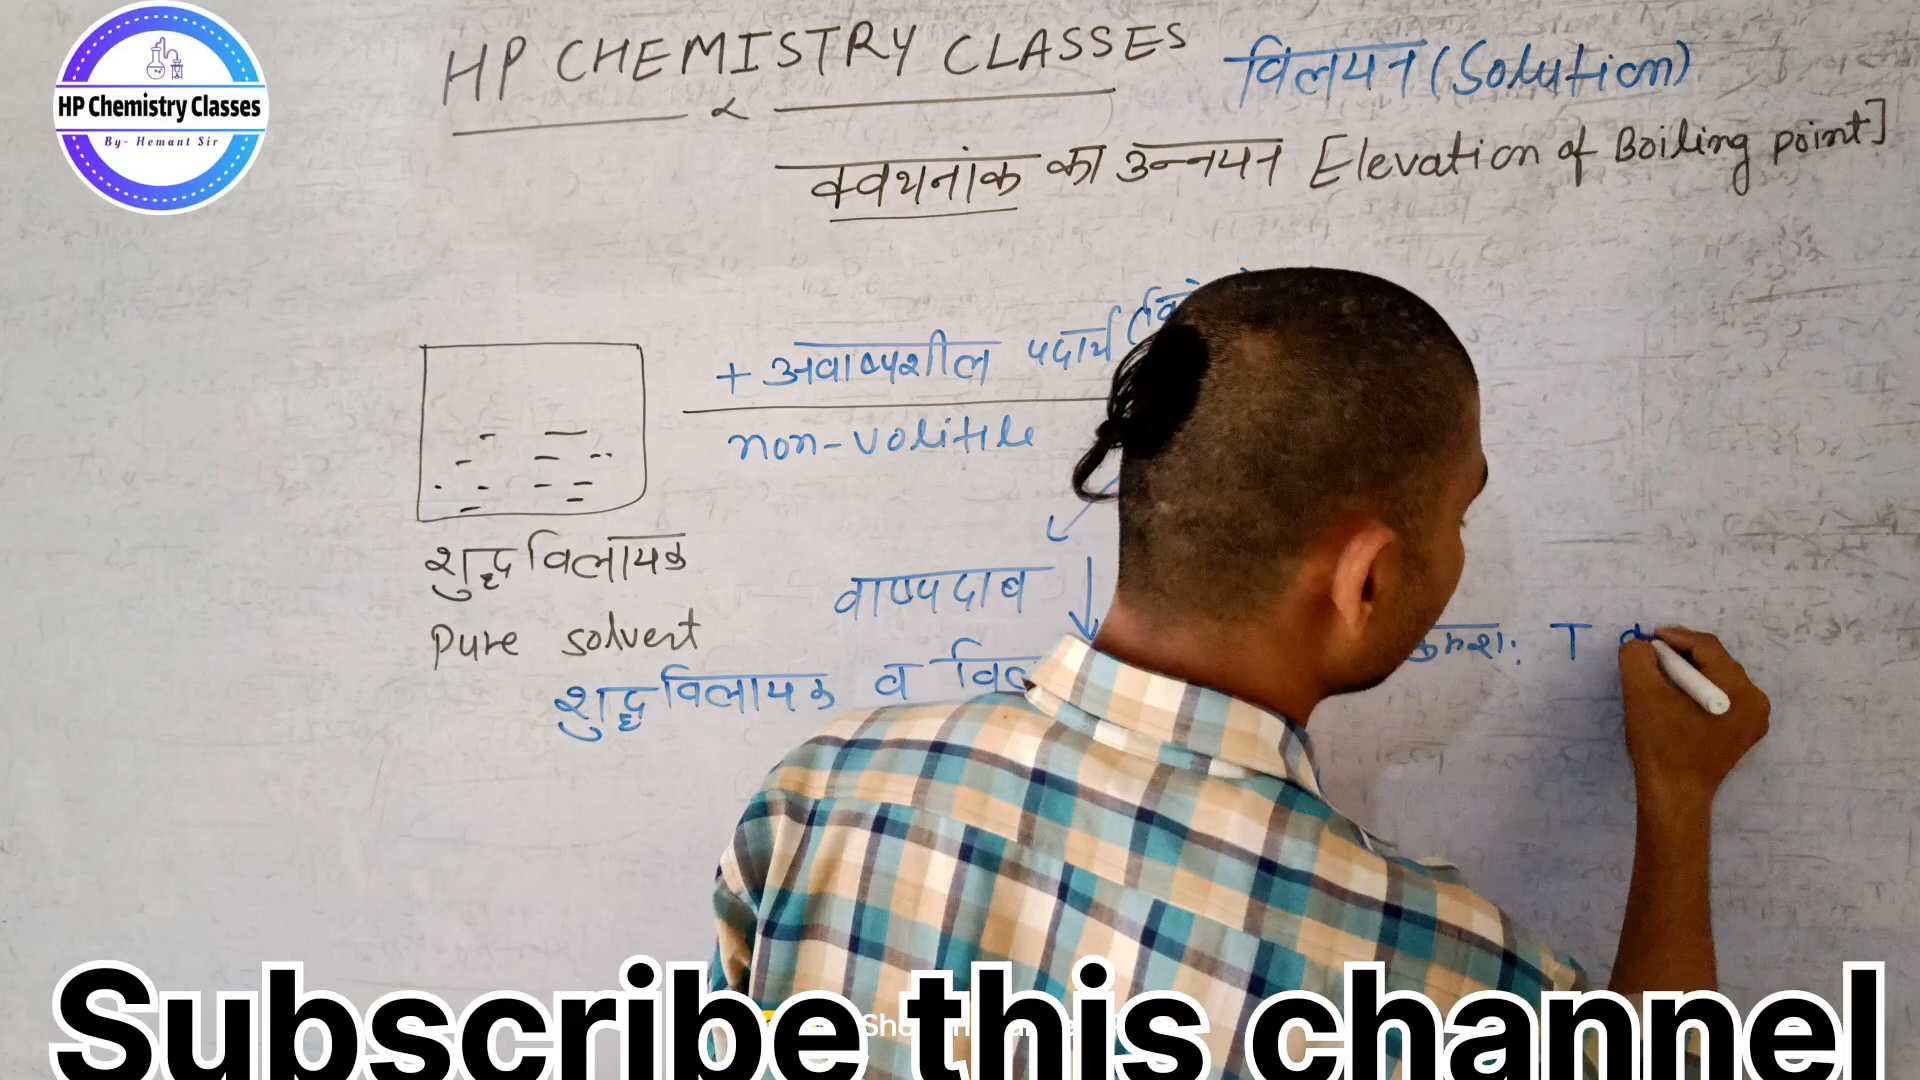 HP Chemistry Classes
By- Hemant Sir
HP CHEMISTRY CLASSES
विलयन (Solution)
क्वथनांक का उन्नयन [Elevation of Boiling point]
+ अवाष्पशील पदार्थ
non-volitile
शुद्ध विलायक
Pure solvent
वाष्पदाब ↓
शुद्ध विलायक व
क्रमश: T
Subscribe this channel